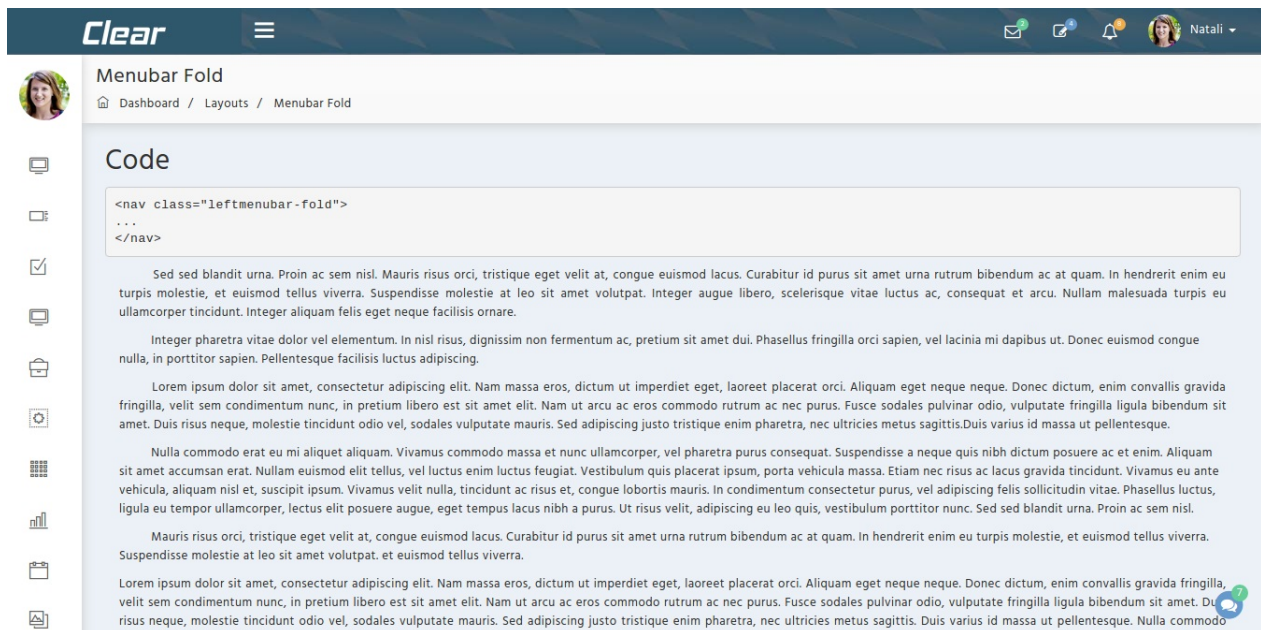 Clear
2
4
8
Natali
Menubar Fold
Dashboard / Layouts / Menubar Fold
Code
<nav class="leftmenubar-fold">
...
</nav>
Sed sed blandit urna. Proin ac sem nisl. Mauris risus orci, tristique eget velit at, congue euismod lacus. Curabitur id purus sit amet urna rutrum bibendum ac at quam. In hendrerit enim eu
turpis molestie, et euismod tellus viverra. Suspendisse molestie at leo sit amet volutpat. Integer augue libero, scelerisque vitae luctus ac, consequat et arcu. Nullam malesuada turpis eu
ullamcorper tincidunt. Integer aliquam felis eget neque facilisis ornare.
Integer pharetra vitae dolor vel elementum. In nisl risus, dignissim non fermentum ac, pretium sit amet dui. Phasellus fringilla orci sapien, vel lacinia mi dapibus ut. Donec euismod congue
nulla, in porttitor sapien. Pellentesque facilisis luctus adipiscing.
Lorem ipsum dolor sit amet, consectetur adipiscing elit. Nam massa eros, dictum ut imperdiet eget, laoreet placerat orci. Aliquam eget neque neque. Donec dictum, enim convallis gravida
fringilla, velit sem condimentum nunc, in pretium libero est sit amet elit. Nam ut arcu ac eros commodo rutrum ac nec purus. Fusce sodales pulvinar odio, vulputate fringilla ligula bibendum sit
amet. Duis risus neque, molestie tincidunt odio vel, sodales vulputate mauris. Sed adipiscing justo tristique enim pharetra, nec ultricies metus sagittis.Duis varius id massa ut pellentesque.
Nulla commodo erat eu mi aliquet aliquam. Vivamus commodo massa et nunc ullamcorper, vel pharetra purus consequat. Suspendisse a neque quis nibh dictum posuere ac et enim. Aliquam
sit amet accumsan erat. Nullam euismod elit tellus, vel luctus enim luctus feugiat. Vestibulum quis placerat ipsum, porta vehicula massa. Etiam nec risus ac lacus gravida tincidunt. Vivamus eu ante
vehicula, aliquam nisl et, suscipit ipsum. Vivamus velit nulla, tincidunt ac risus et, congue lobortis mauris. In condimentum consectetur purus, vel adipiscing felis sollicitudin vitae. Phasellus luctus,
ligula eu tempor ullamcorper, lectus elit posuere augue, eget tempus lacus nibh a purus. Ut risus velit, adipiscing eu leo quis, vestibulum porttitor nunc. Sed sed blandit urna. Proin ac sem nisl.
Mauris risus orci, tristique eget velit at, congue euismod lacus. Curabitur id purus sit amet urna rutrum bibendum ac at quam. In hendrerit enim eu turpis molestie, et euismod tellus viverra.
Suspendisse molestie at leo sit amet volutpat. et euismod tellus viverra.
Lorem ipsum dolor sit amet, consectetur adipiscing elit. Nam massa eros, dictum ut imperdiet eget, laoreet placerat orci. Aliquam eget neque neque. Donec dictum, enim convallis gravida fringilla,
7
velit sem condimentum nunc, in pretium libero est sit amet elit. Nam ut arcu ac eros commodo rutrum ac nec purus. Fusce sodales pulvinar odio, vulputate fringilla ligula bibendum sit amet.
risus neque, molestie tincidunt odio vel, sodales vulputate mauris. Sed adipiscing justo tristique enim pharetra, nec ultricies metus sagittis. Duis varius id massa ut pellentesque. Nulla commodo